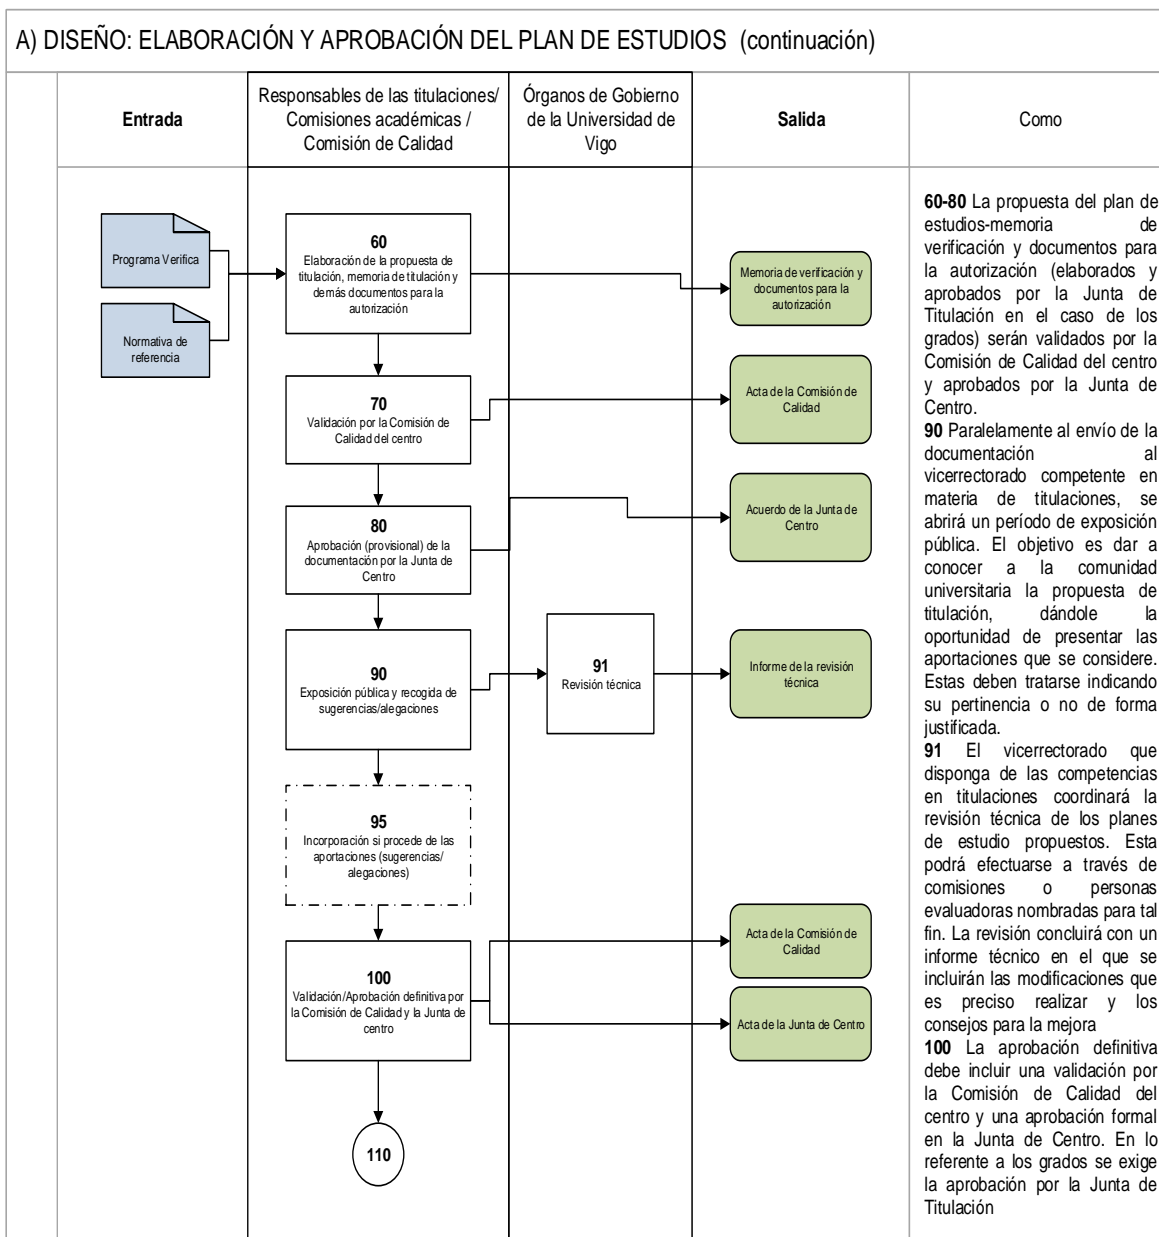 A) DISEÑO: ELABORACIÓN Y APROBACIÓN DEL PLAN DE ESTUDIOS (continuación)
Entrada
Responsables de las titulaciones/
Comisiones académicas /
Comisión de Calidad
Órganos de Gobierno
de la Universidad de
Vigo
Salida
Como
Programa Verifica
Normativa de
referencia
60
Elaboración de la propuesta de
titulación, memoria de titulación y
demás documentos para la
autorización
Memoria de verificación y
documentos para la
autorización
70
Validación por la Comisión de
Calidad del centro
Acta de la Comisión de
Calidad
80
Aprobación (provisional) de la
documentación por la Junta de
Centro
Acuerdo de la Junta de
Centro
90
Exposición pública y recogida de
sugerencias/alegaciones
91
Revisión técnica
Informe de la revisión
técnica
95
Incorporación si procede de las
aportaciones (sugerencias/
alegaciones)
100
Validación/Aprobación definitiva por
la Comisión de Calidad y la Junta de
centro
Acta de la Comisión de
Calidad
Acta de la Junta de Centro
110
60-80 La propuesta del plan de
estudios-memoria de
verificación y documentos para
la autorización (elaborados y
aprobados por la Junta de
Titulación en el caso de los
grados) serán validados por la
Comisión de Calidad del centro
y aprobados por la Junta de
Centro.
90 Paralelamente al envío de la
documentación al
vicerrectorado competente en
materia de titulaciones, se
abrirá un período de exposición
pública. El objetivo es dar a
conocer a la comunidad
universitaria la propuesta de
titulación, dándole la
oportunidad de presentar las
aportaciones que se considere.
Estas deben tratarse indicando
su pertinencia o no de forma
justificada.
91 El vicerrectorado que
disponga de las competencias
en titulaciones coordinará la
revisión técnica de los planes
de estudio propuestos. Esta
podrá efectuarse a través de
comisiones o personas
evaluadoras nombradas para tal
fin. La revisión concluirá con un
informe técnico en el que se
incluirán las modificaciones que
es preciso realizar y los
consejos para la mejora
100 La aprobación definitiva
debe incluir una validación por
la Comisión de Calidad del
centro y una aprobación formal
en la Junta de Centro. En lo
referente a los grados se exige
la aprobación por la Junta de
Titulación